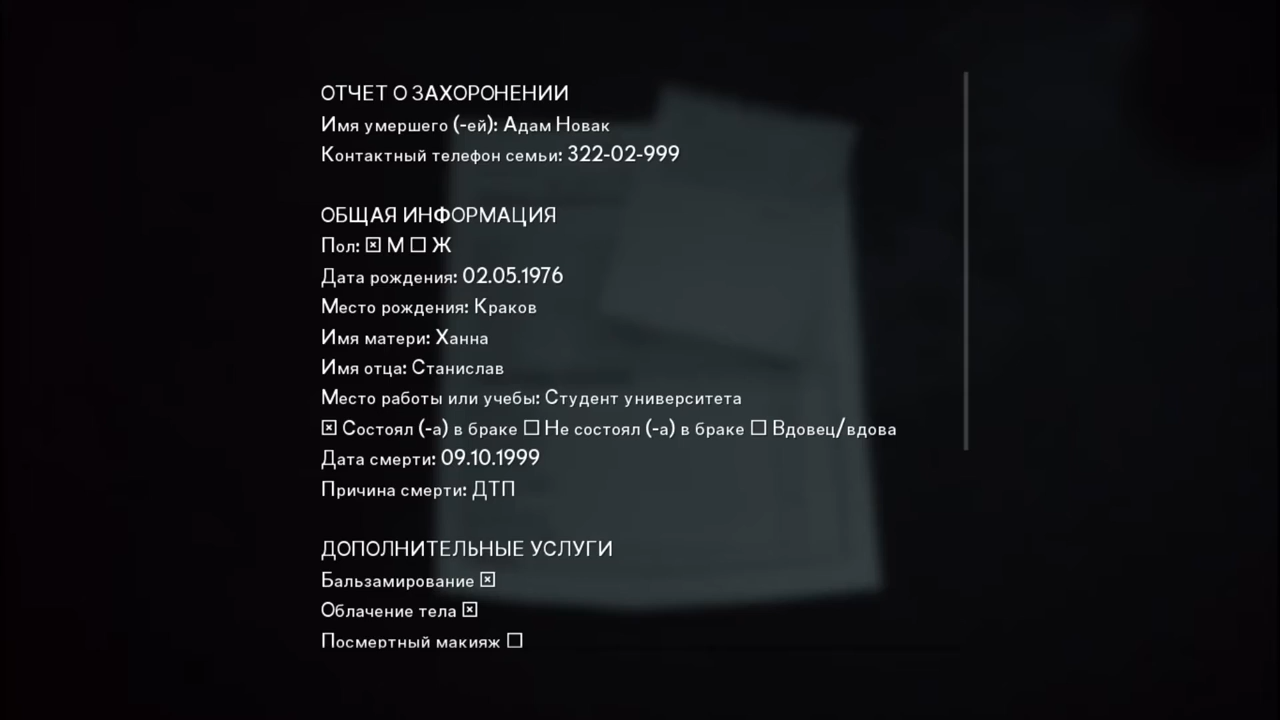 ОТЧЕТ О ЗАХОРОНЕНИИ
Имя умершего (-ей): Адам Новак
Контактный телефон семьи: 322-02-999
ОБЩАЯ ИНФОРМАЦИЯ
Пол: ☒ М ☐ Ж
Дата рождения: 02.05.1976
Место рождения: Краков
Имя матери: Ханна
Имя отца: Станислав
Место работы или учебы: Студент университета
☒ Состоял (-а) в браке ☐ Не состоял (-а) в браке ☐ Вдовец/вдова
Дата смерти: 09.10.1999
Причина смерти: ДТП
ДОПОЛНИТЕЛЬНЫЕ УСЛУГИ
Бальзамирование ☒
Облачение тела ☒
Посмертный макияж ☐